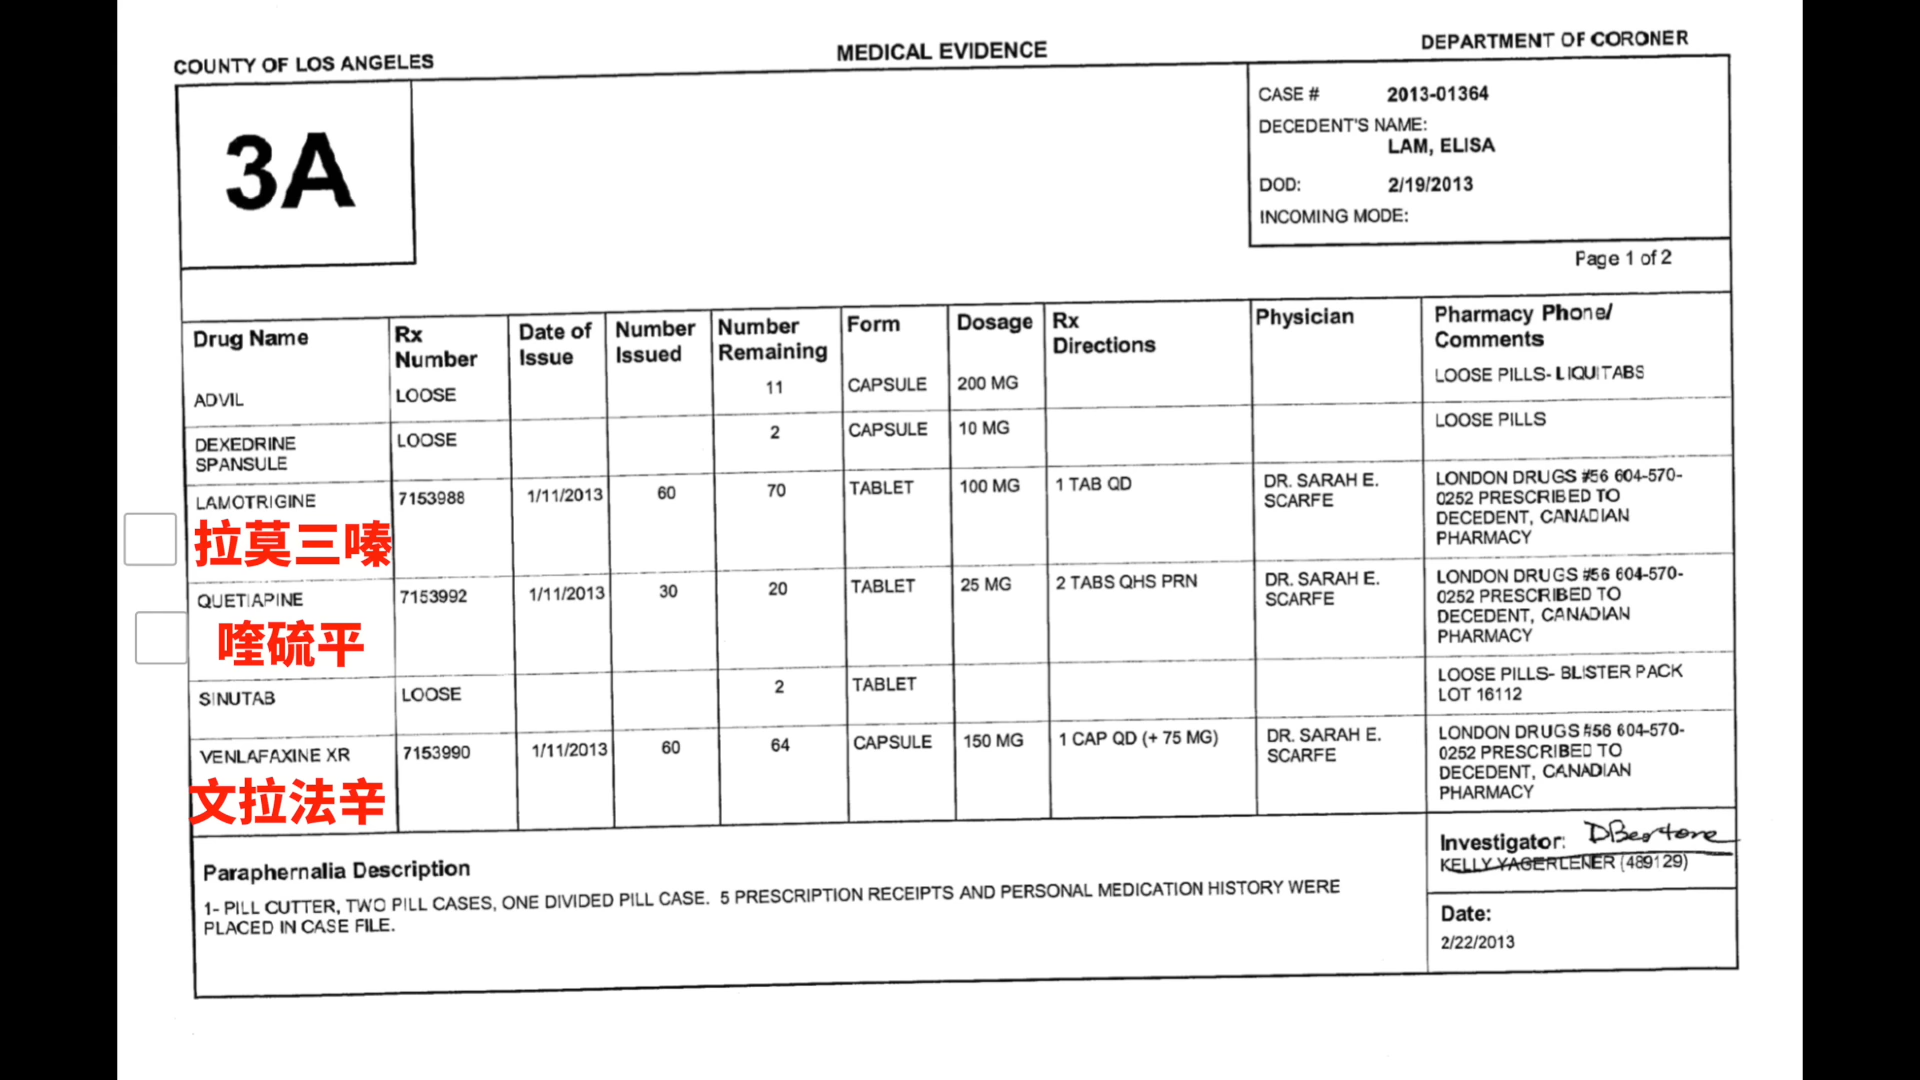 COUNTY OF LOS ANGELES
MEDICAL EVIDENCE
DEPARTMENT OF CORONER
3A
CASE # 2013-01364
DECEDENT'S NAME:
LAM, ELISA
DOD: 2/19/2013
INCOMING MODE:
Page 1 of 2
Drug Name
Rx Number
Date of Issue
Number Issued
Number Remaining
Form
Dosage
Rx Directions
Physician
Pharmacy Phone/ Comments
ADVIL LOOSE 11 CAPSULE 200 MG LOOSE PILLS- LIQUITABS
DEXEDRINE SPANSULE LOOSE 2 CAPSULE 10 MG LOOSE PILLS
LAMOTRIGINE 7153988 1/11/2013 60 70 TABLET 100 MG 1 TAB QD DR. SARAH E. SCARFE LONDON DRUGS #56 604-570-
0252 PRESCRIBED TO
DECEDENT, CANADIAN
PHARMACY
拉莫三嗪
QUETIAPINE 7153992 1/11/2013 30 20 TABLET 25 MG 2 TABS QHS PRN DR. SARAH E. SCARFE LONDON DRUGS #56 604-570-
0252 PRESCRIBED TO
DECEDENT, CANADIAN
PHARMACY
喹硫平
SINUTAB LOOSE 2 TABLET LOOSE PILLS- BLISTER PACK
LOT 16112
VENLAFAXINE XR 7153990 1/11/2013 60 64 CAPSULE 150 MG 1 CAP QD (+ 75 MG) DR. SARAH E. SCARFE LONDON DRUGS #56 604-570-
0252 PRESCRIBED TO
DECEDENT, CANADIAN
PHARMACY
文拉法辛
Paraphernalia Description
1- PILL CUTTER, TWO PILL CASES, ONE DIVIDED PILL CASE. 5 PRESCRIPTION RECEIPTS AND PERSONAL MEDICATION HISTORY WERE
PLACED IN CASE FILE.
Investigator: DBertone
KELLY YAGERLENER (489129)
Date:
2/22/2013